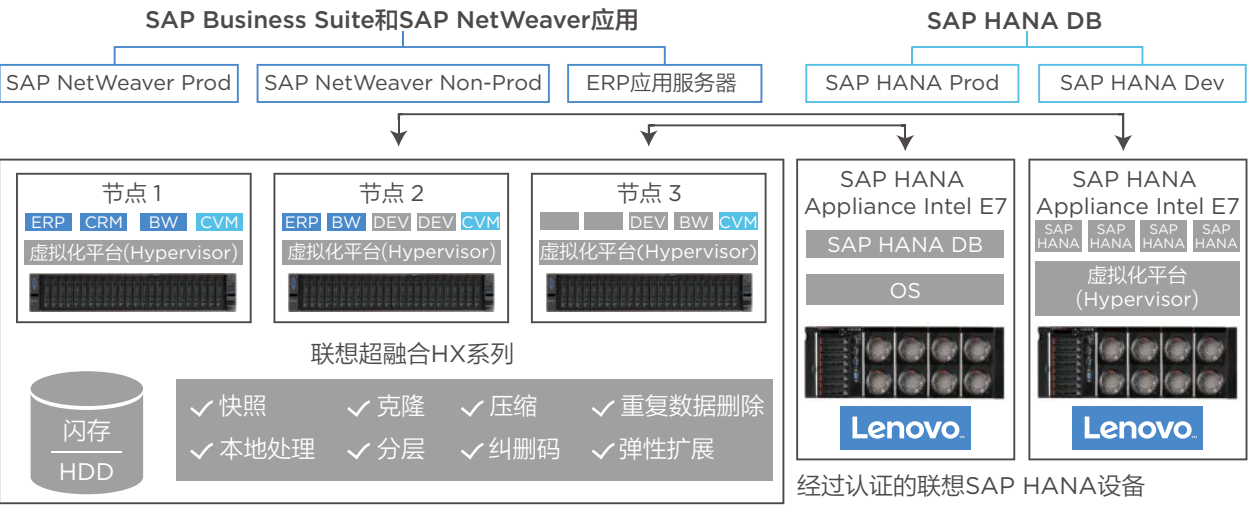 SAP Business Suite和SAP NetWeaver应用
SAP HANA DB
SAP NetWeaver Prod
SAP NetWeaver Non-Prod
ERP应用服务器
SAP HANA Prod
SAP HANA Dev
节点 1
ERP CRM BW CVM
虚拟化平台(Hypervisor)
节点 2
ERP BW DEV DEV CVM
虚拟化平台(Hypervisor)
节点 3
DEV BW CVM
虚拟化平台(Hypervisor)
联想超融合HX系列
闪存
HDD
快照 克隆 压缩 重复数据删除
本地处理 分层 纠删码 弹性扩展
SAP HANA
Appliance Intel E7
SAP HANA DB
OS
Lenovo
SAP HANA
Appliance Intel E7
SAP SAP SAP SAP
HANA HANA HANA HANA
虚拟化平台
(Hypervisor)
Lenovo
经过认证的联想SAP HANA设备